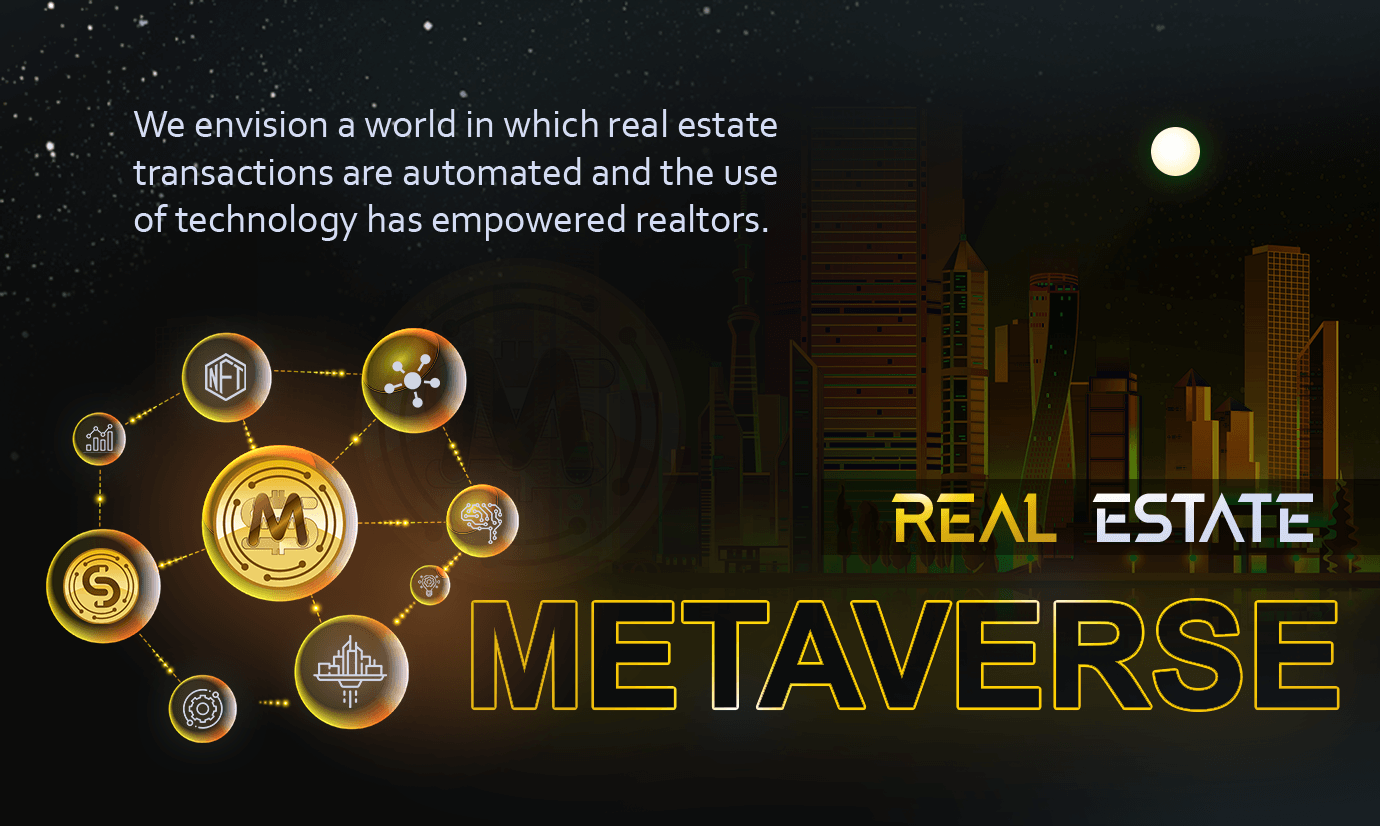 We envision a world in which real estate
transactions are automated and the use
of technology has empowered realtors.
NFT
M
S
REAL ESTATE
METAVERSE